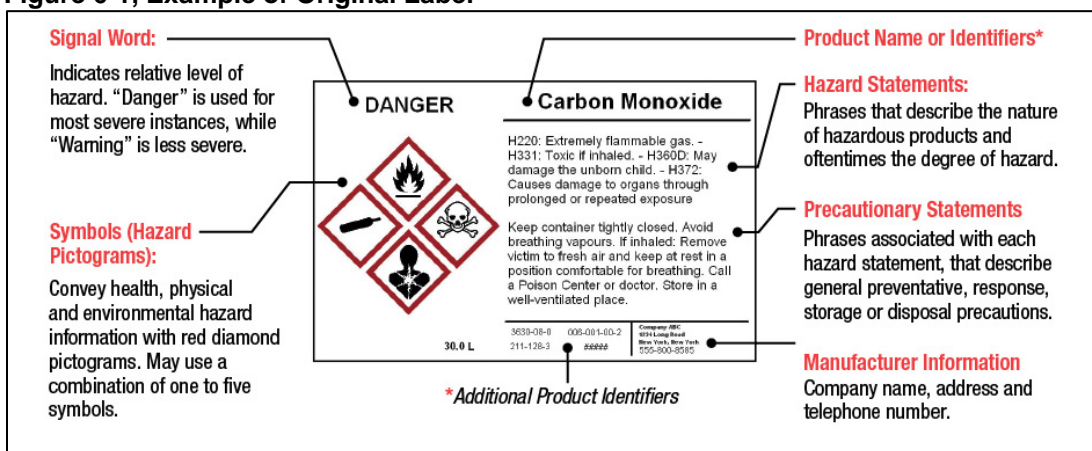 Signal Word:
Indicates relative level of
hazard. “Danger” is used for
most severe instances, while
“Warning” is less severe.
Symbols (Hazard
Pictograms):
Convey health, physical
and environmental hazard
information with red diamond
pictograms. May use a
combination of one to five
symbols.
DANGER
30.0 L
Carbon Monoxide
H220: Extremely flammable gas. -
H331: Toxic if inhaled. - H360D: May
damage the unborn child. - H372:
Causes damage to organs through
prolonged or repeated exposure
Keep container tightly closed. Avoid
breathing vapours. If inhaled: Remove
victim to fresh air and keep at rest in a
position comfortable for breathing. Call
a Poison Center or doctor. Store in a
well-ventilated place.
3630-08-0 006-001-00-2
211-128-3 #####
Company ABC
1234 Long Road
New York, New York
555-800-8585
*Additional Product Identifiers
Product Name or Identifiers*
Hazard Statements:
Phrases that describe the nature
of hazardous products and
oftentimes the degree of hazard.
Precautionary Statements
Phrases associated with each
hazard statement, that describe
general preventative, response,
storage or disposal precautions.
Manufacturer Information
Company name, address and
telephone number.